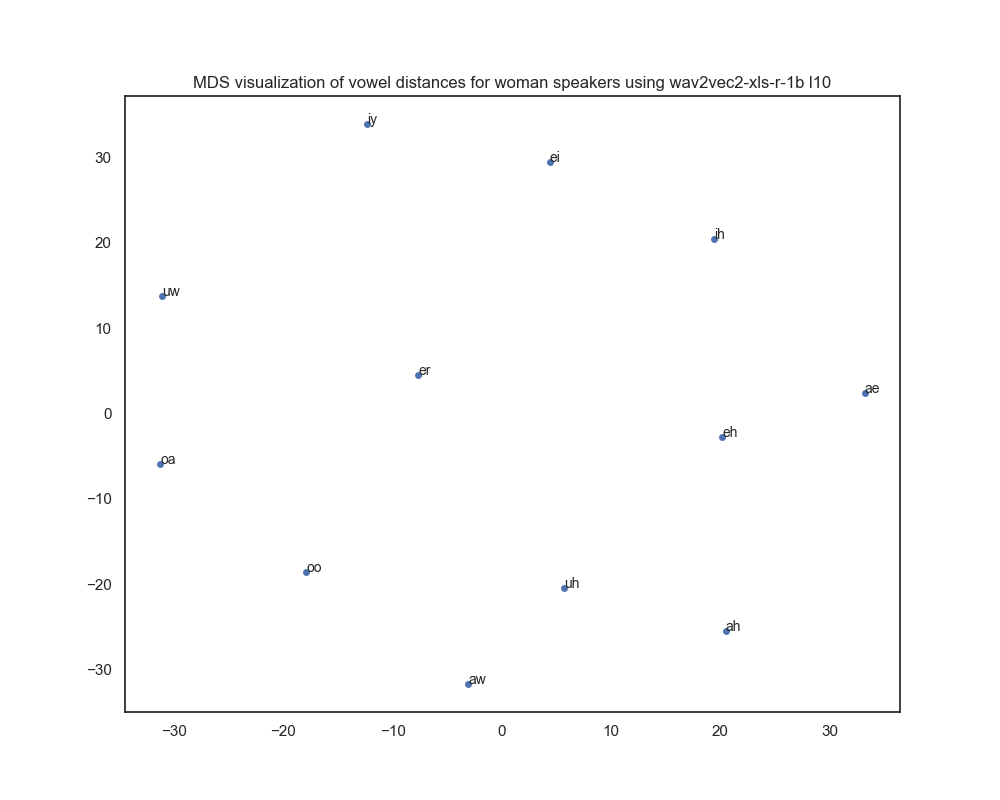 MDS visualization of vowel distances for woman speakers using wav2vec2-xls-r-1b l10
iy
ei
30
ih
20
uw
10
er
ae
0
eh
oa
−10
oo
uh
−20
ah
aw
−30
−30 −20 −10 0 10 20 30